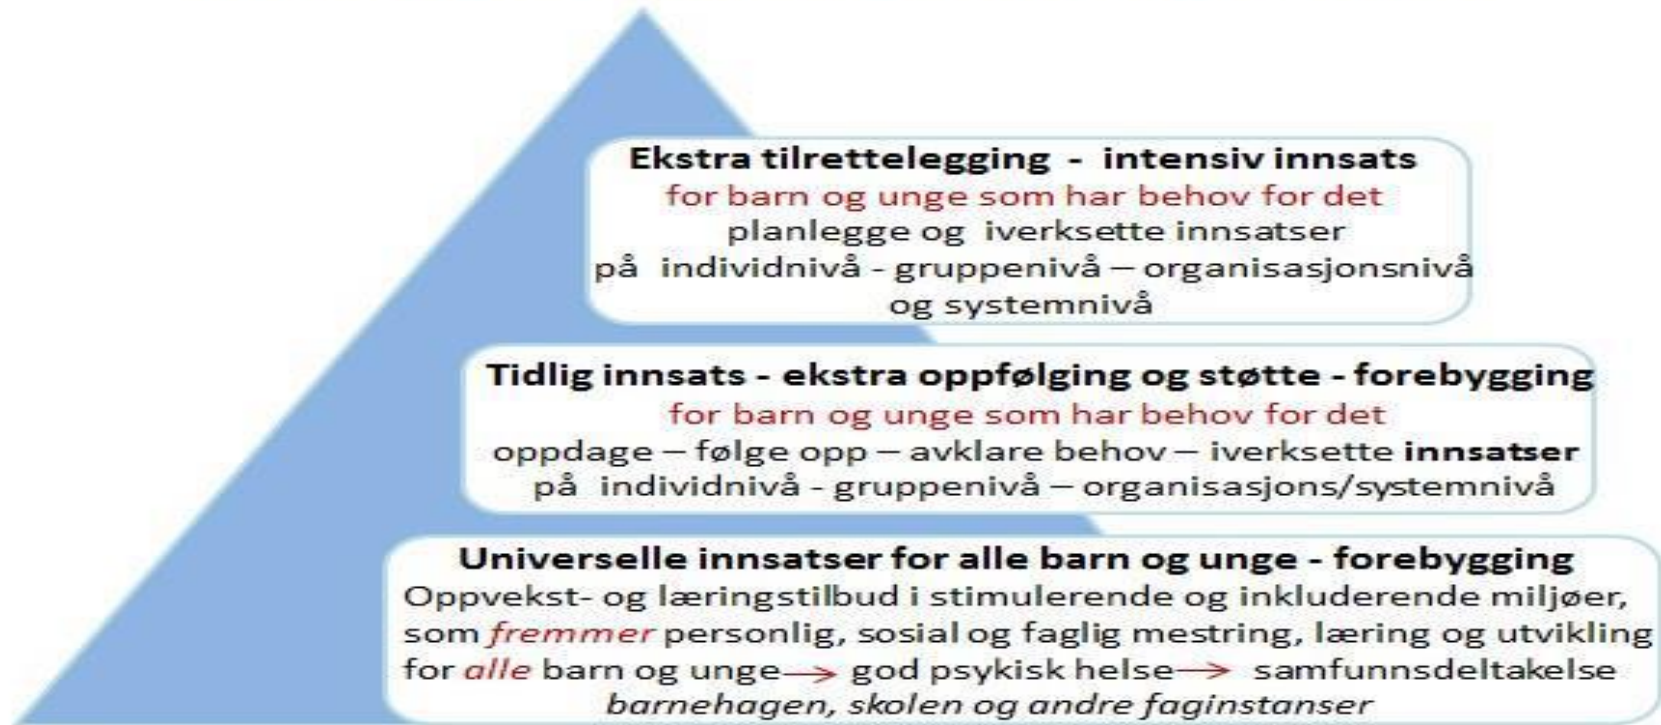 Ekstra tilrettelegging - intensiv innsats
for barn og unge som har behov for det
planlegge og iverksette innsatser
på individnivå - gruppenivå – organisasjonsnivå
og systemnivå
Tidlig innsats - ekstra oppfølging og støtte - forebygging
for barn og unge som har behov for det
oppdage – følge opp – avklare behov – iverksette innsatser
på individnivå - gruppenivå – organisasjons/systemnivå
Universelle innsatser for alle barn og unge - forebygging
Oppvekst- og læringstilbud i stimulerende og inkluderende miljøer,
som fremmer personlig, sosial og faglig mestring, læring og utvikling
for alle barn og unge → god psykisk helse → samfunnsdeltakelse
barnehagen, skolen og andre faginstanser